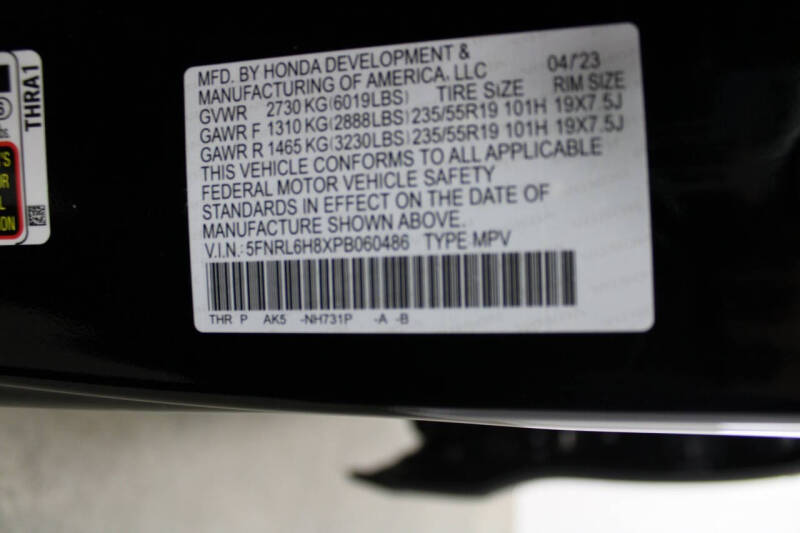 MFD. BY HONDA DEVELOPMENT &
MANUFACTURING OF AMERICA, LLC 04/23
GVWR 2730 KG(6019LBS) TIRE SIZE RIM SIZE
GAWR F 1310 KG(2888LBS) 235/55R19 101H 19X7.5J
GAWR R 1465 KG(3230LBS) 235/55R19 101H 19X7.5J
THIS VEHICLE CONFORMS TO ALL APPLICABLE
FEDERAL MOTOR VEHICLE SAFETY
STANDARDS IN EFFECT ON THE DATE OF
MANUFACTURE SHOWN ABOVE.
V.I.N.: 5FNRL6H8XPB060486 TYPE MPV
THR P AK5 -NH731P -A -B
THRA1